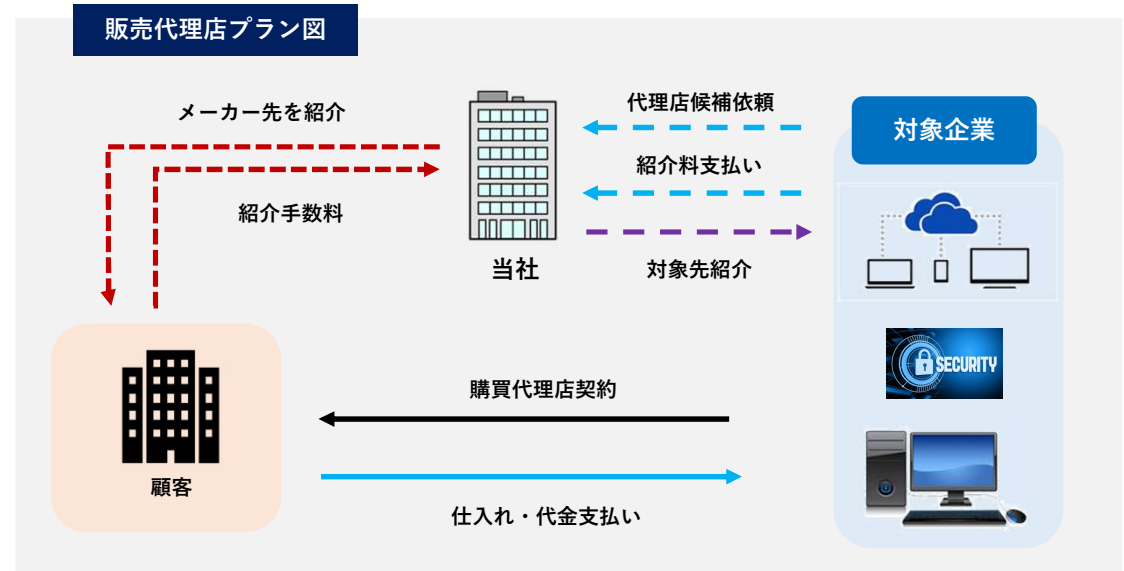 販売代理店プラン図
メーカー先を紹介
紹介手数料
当社
代理店候補依頼
紹介料支払い
対象先紹介
対象企業
SECURITY
顧客
購買代理店契約
仕入れ・代金支払い